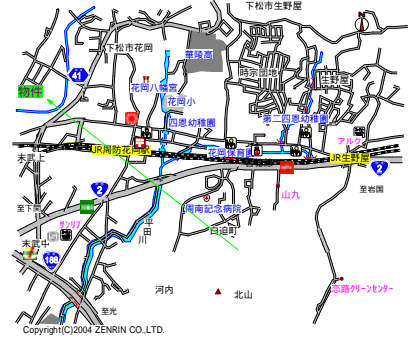 下松市生野屋
華陵高
下松市花岡
時宗団地
41
生野屋
物件
花岡八幡宮
花岡小
四恩幼稚園
第二四恩幼稚園
アルク
花岡保育園
末武上
JR周防花岡駅
JR生野屋
2
2
山九
至岩国
至下関
周南記念病院
サンリブ
平田川
白迫町
末武中
188
河内
北山
恋路クリーンセンター
至光
Copyright(C)2004 ZENRIN CO.,LTD.